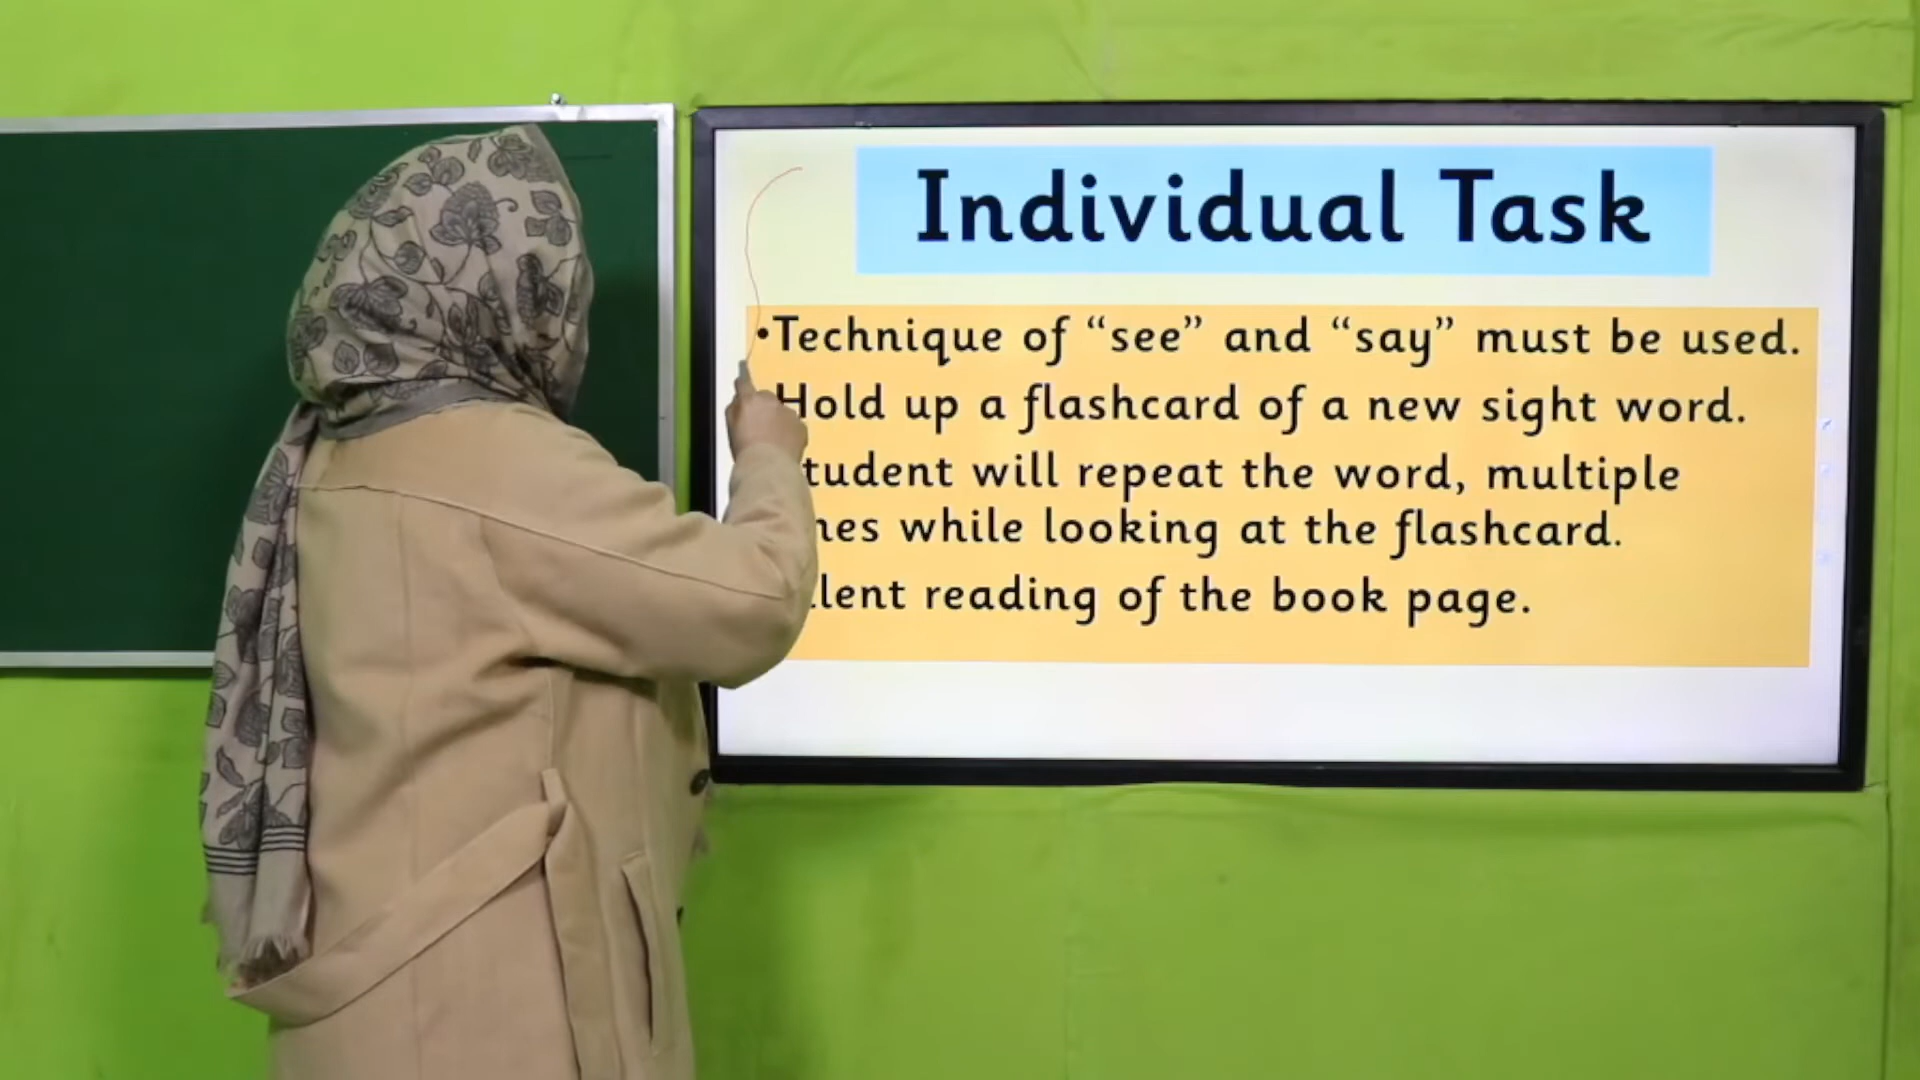 Individual Task
•Technique of “see” and “say” must be used.
Hold up a flashcard of a new sight word.
will repeat the word, multiple
while looking at the flashcard.
reading of the book page.